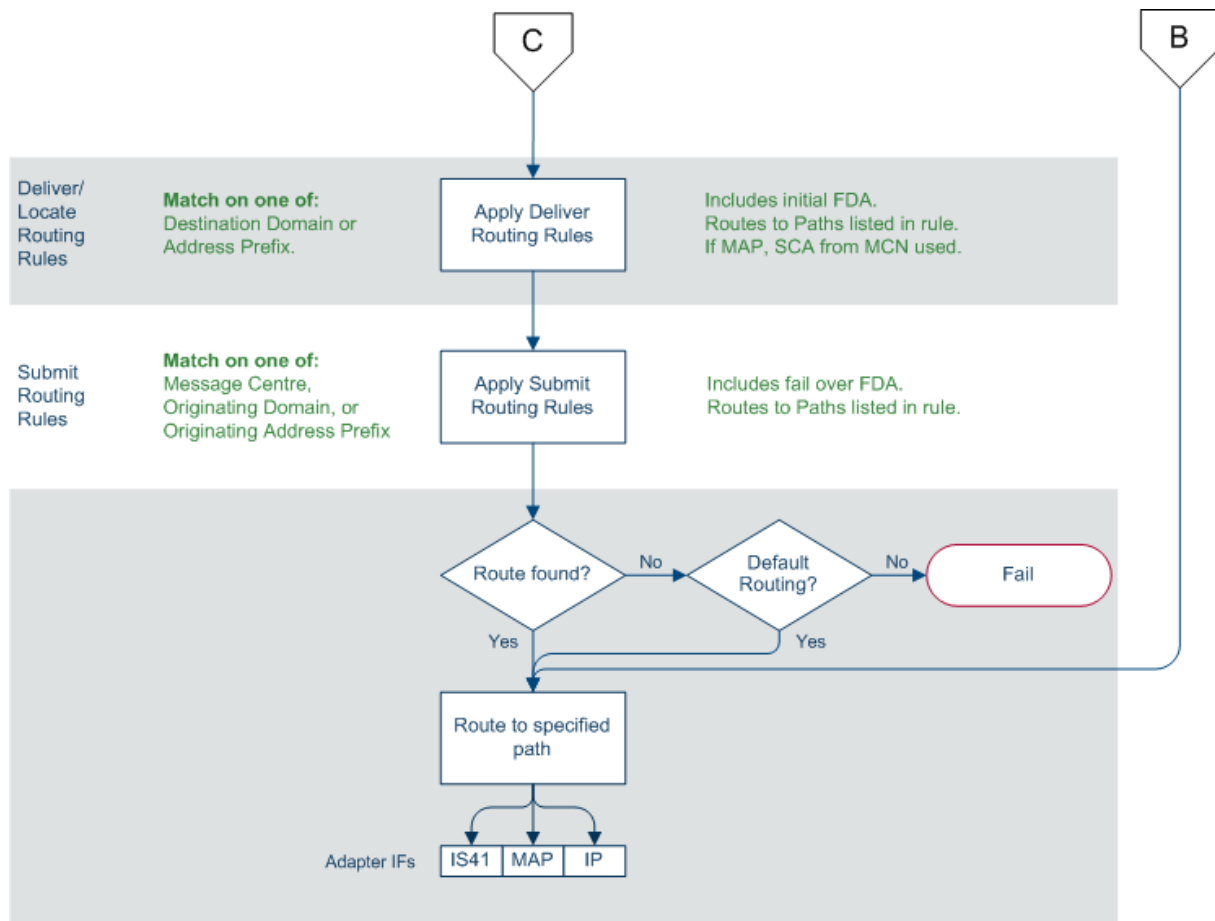 C
B
Deliver/
Locate
Routing
Rules
Match on one of:
Destination Domain or
Address Prefix.
Apply Deliver
Routing Rules
Includes initial FDA.
Routes to Paths listed in rule.
If MAP, SCA from MCN used.
Submit
Routing
Rules
Match on one of:
Message Centre,
Originating Domain, or
Originating Address Prefix
Apply Submit
Routing Rules
Includes fail over FDA.
Routes to Paths listed in rule.
Route found?
No
Default
Routing?
No
Fail
Yes
Yes
Route to specified
path
Adapter IFs
IS41
MAP
IP